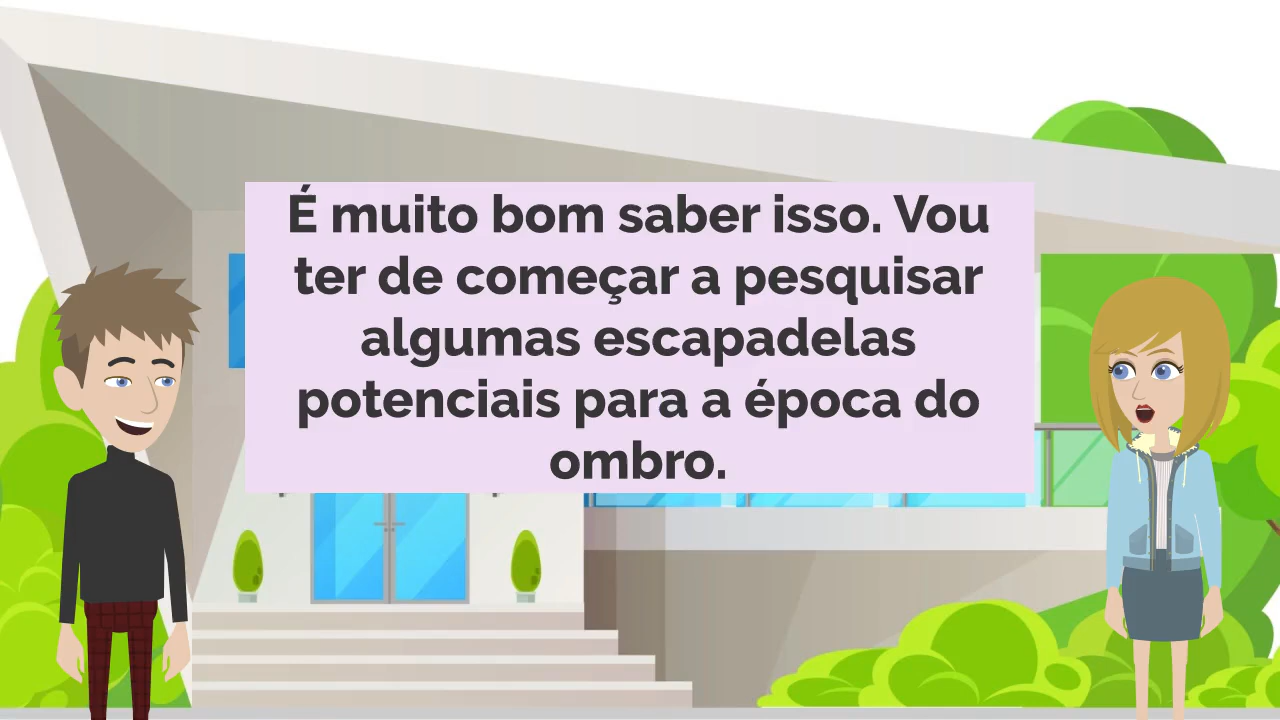 É muito bom saber isso. Vou
ter de começar a pesquisar
algumas escapadelas
potenciais para a época do
ombro.